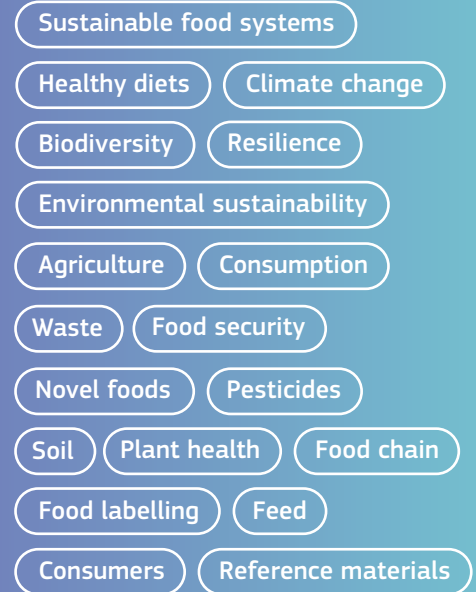 Sustainable food systems
Healthy diets Climate change
Biodiversity Resilience
Environmental sustainability
Agriculture Consumption
Waste Food security
Novel foods Pesticides
Soil Plant health Food chain
Food labelling Feed
Consumers Reference materials